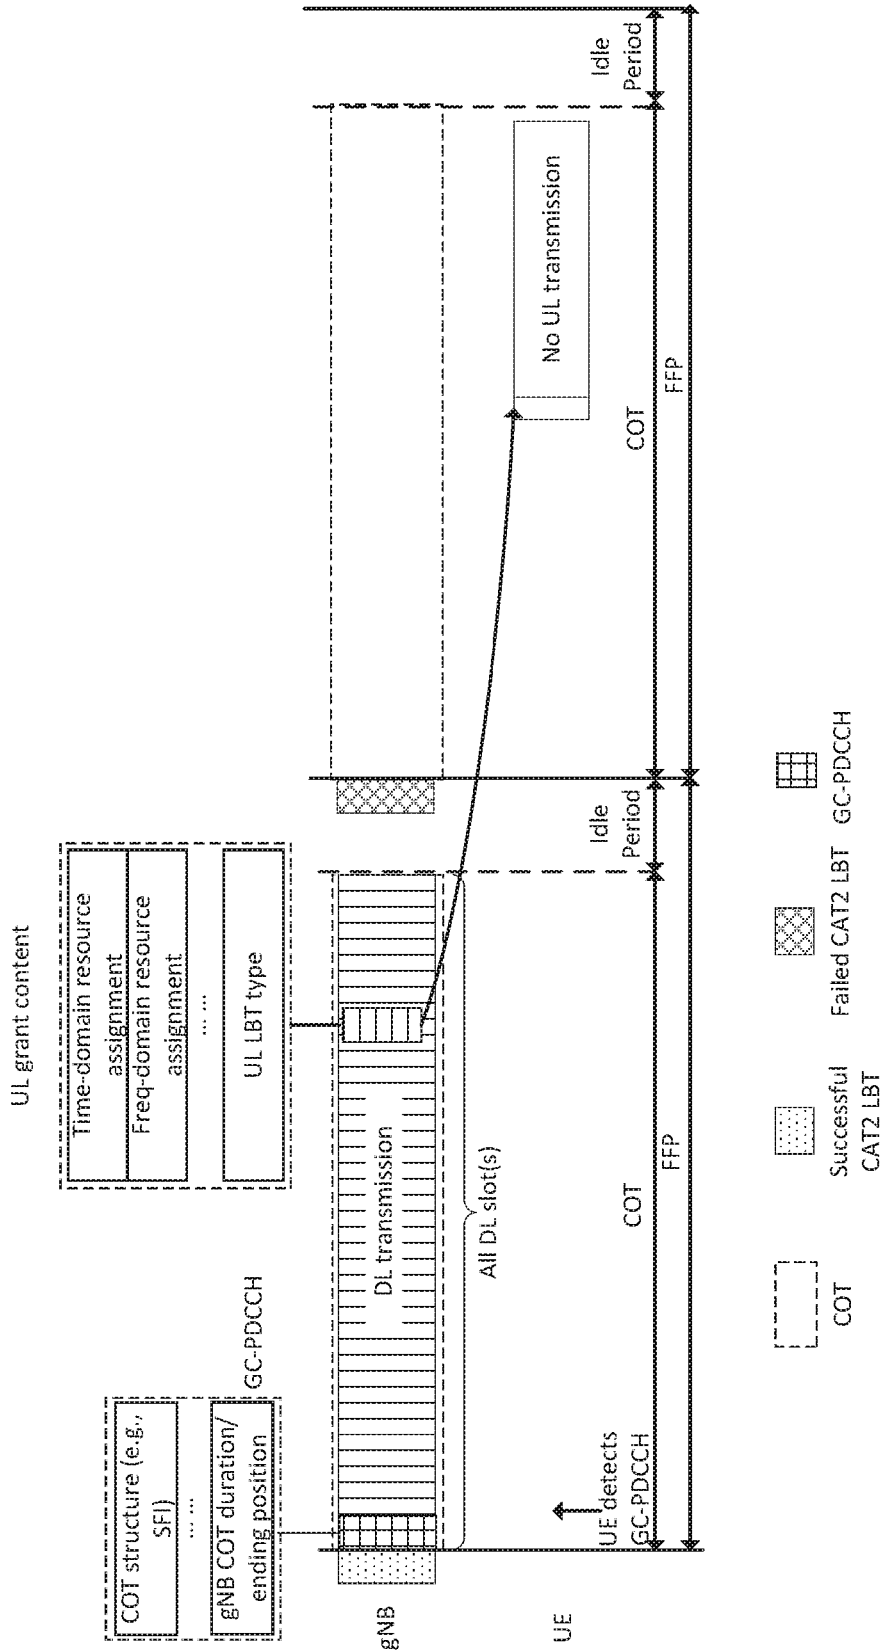 UL grant content
Time-domain resource
assignment
Freq-domain resource
assignment
... ...
UL LBT type
COT structure (e.g.,
SFI)
... ...
gNB COT duration/
ending position
GC-PDCCH
gNB
DL transmission
All DL slot(s)
UE
UE detects
GC-PDCCH
No UL transmission
Idle
Period
Idle
Period
COT
COT
FFP
FFP
COT
Successful
CAT2 LBT
Failed CAT2 LBT
GC-PDCCH